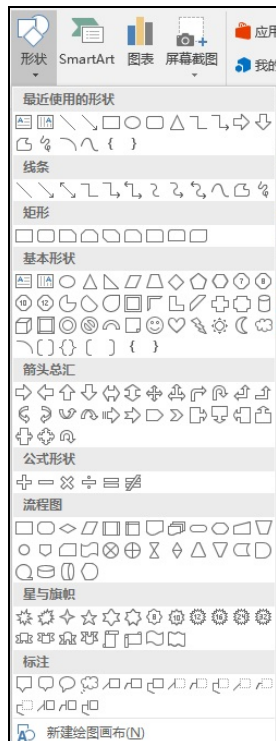 应用
形状 SmartArt 图表 屏幕截图 我的
最近使用的形状
线条
矩形
基本形状
箭头总汇
公式形状
流程图
星与旗帜
标注
新建绘图画布(N)